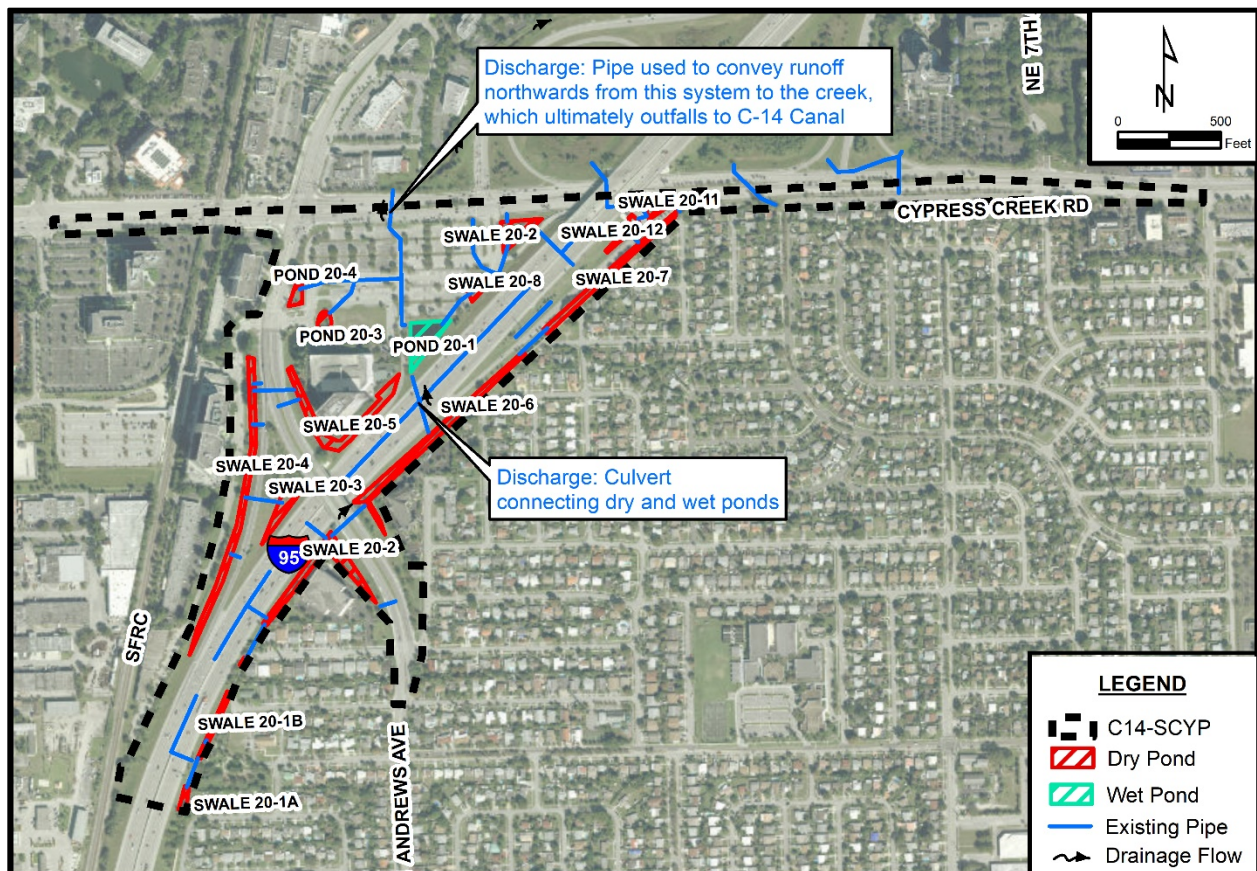 Discharge: Pipe used to convey runoff
northwards from this system to the creek,
which ultimately outfalls to C-14 Canal
NE 7TH
N
0 500
Feet
SWALE 20-11
CYPRESS CREEK RD
SWALE 20-2
SWALE 20-12
POND 20-4
SWALE 20-8
SWALE 20-7
POND 20-3
POND 20-1
SWALE 20-6
SWALE 20-5
SWALE 20-4
SWALE 20-3
Discharge: Culvert
connecting dry and wet ponds
95
SWALE 20-2
SFRC
SWALE 20-1B
SWALE 20-1A
ANDREWS AVE
LEGEND
C14-SCYP
Dry Pond
Wet Pond
Existing Pipe
Drainage Flow